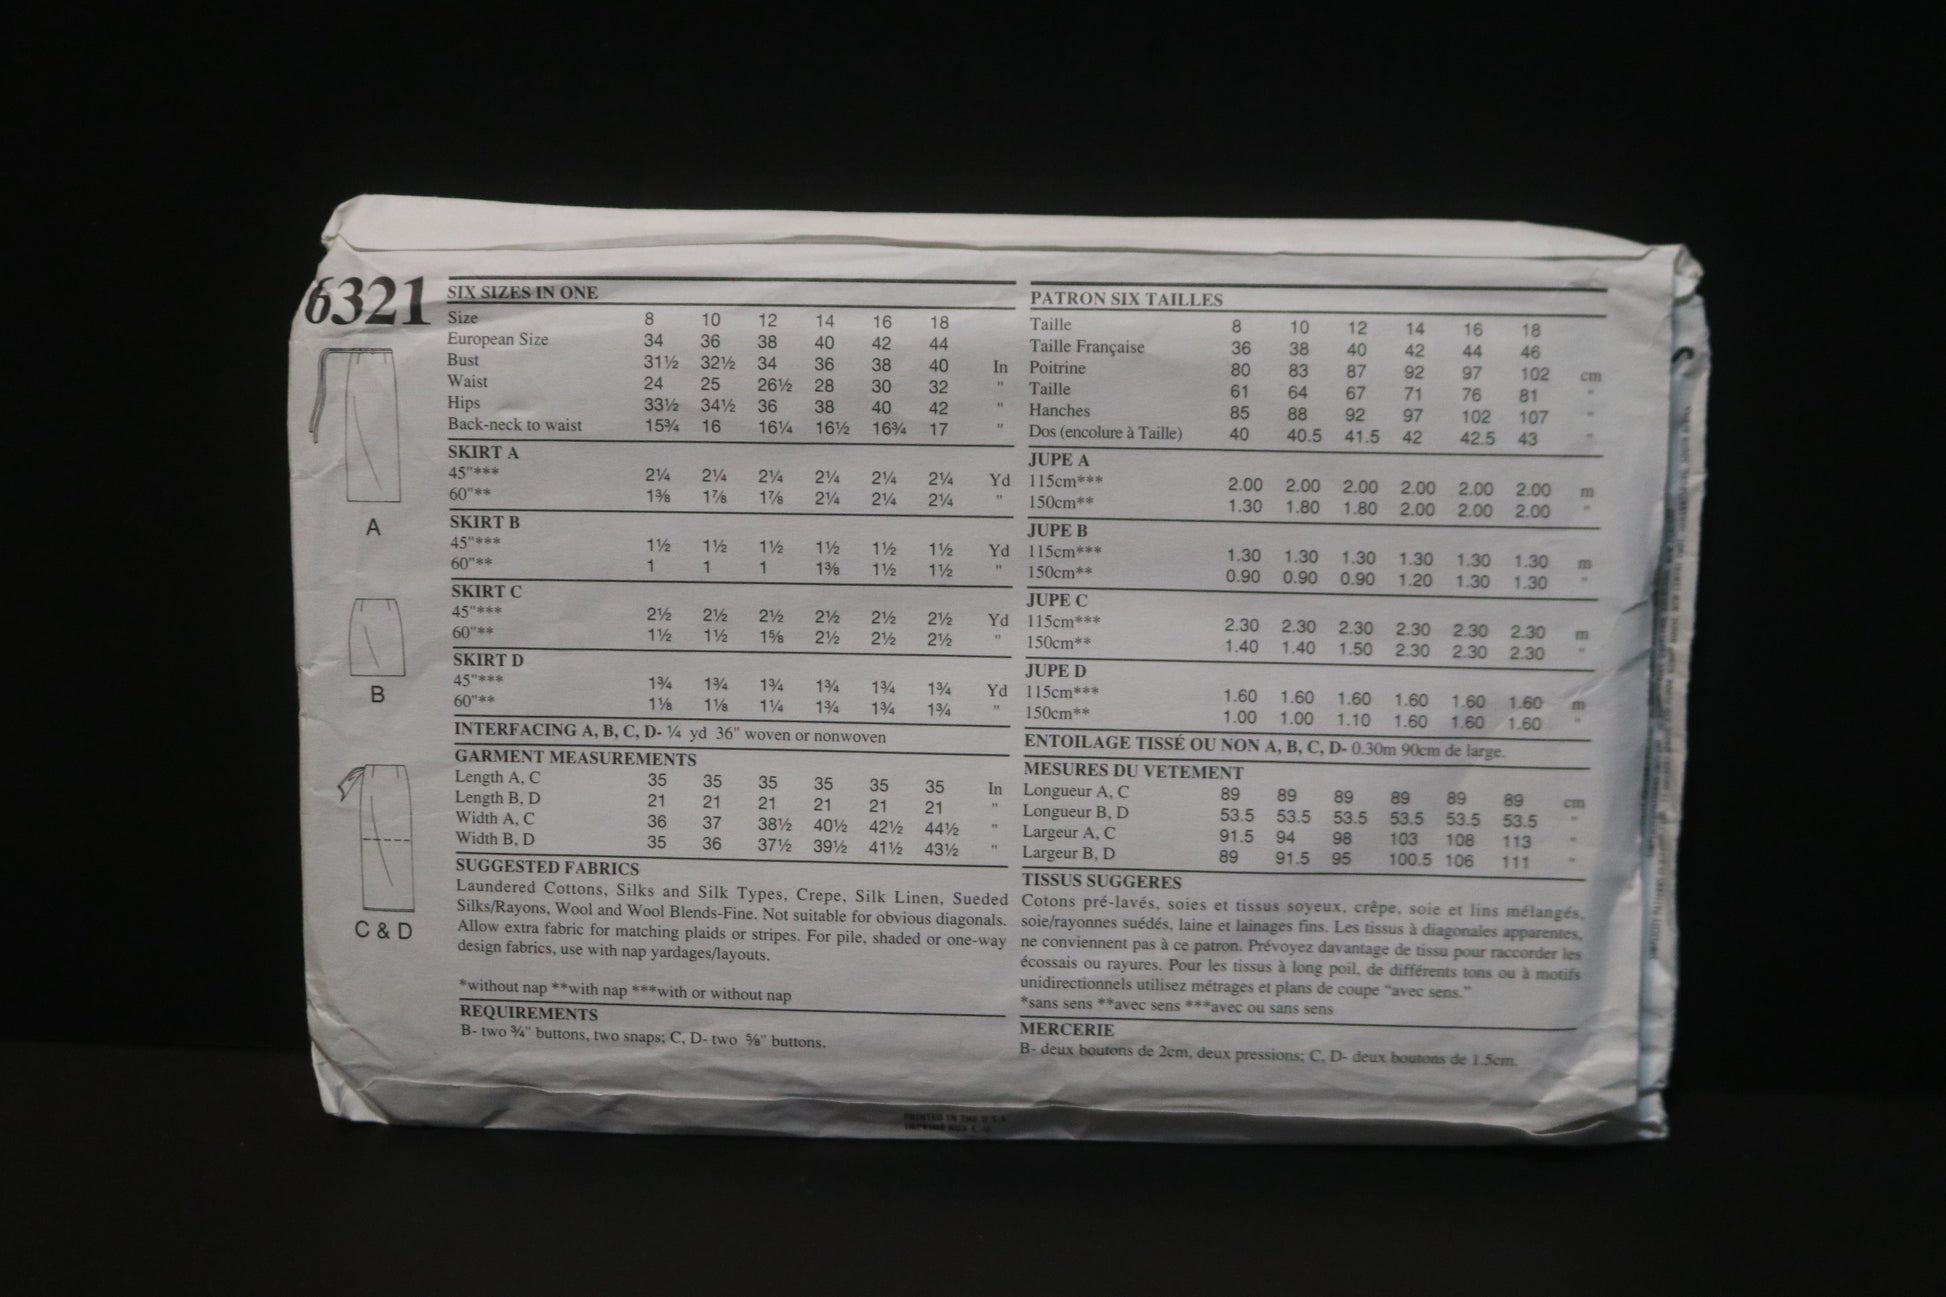 6321
A
B
C & D
SIX SIZES IN ONE
Size 8 10 12 14 16 18
European Size 34 36 38 40 42 44
Bust 31½ 32½ 34 36 38 40 In
Waist 24 25 26½ 28 30 32 "
Hips 33½ 34½ 36 38 40 42 "
Back-neck to waist 15¾ 16 16¼ 16½ 16¾ 17 "
SKIRT A
45"*** 2¼ 2¼ 2¼ 2¼ 2¼ 2¼ Yd
60"** 1⅜ 1⅞ 1⅞ 2¼ 2¼ 2¼ "
SKIRT B
45"*** 1½ 1½ 1½ 1½ 1½ 1½ Yd
60"** 1 1 1 1⅜ 1½ 1½ "
SKIRT C
45"*** 2½ 2½ 2½ 2½ 2½ 2½ Yd
60"** 1½ 1½ 1⅝ 2½ 2½ 2½ "
SKIRT D
45"*** 1¾ 1¾ 1¾ 1¾ 1¾ 1¾ Yd
60"** 1⅛ 1⅛ 1¼ 1¾ 1¾ 1¾ "
INTERFACING A, B, C, D- ¼ yd 36" woven or nonwoven
GARMENT MEASUREMENTS
Length A, C 35 35 35 35 35 35 In
Length B, D 21 21 21 21 21 21 "
Width A, C 36 37 38½ 40½ 42½ 44½ "
Width B, D 35 36 37½ 39½ 41½ 43½ "
SUGGESTED FABRICS
Laundered Cottons, Silks and Silk Types, Crepe, Silk Linen, Sueded
Silks/Rayons, Wool and Wool Blends-Fine. Not suitable for obvious diagonals.
Allow extra fabric for matching plaids or stripes. For pile, shaded or one-way
design fabrics, use with nap yardages/layouts.
*without nap **with nap ***with or without nap
REQUIREMENTS
B- two ¾" buttons, two snaps; C, D- two ⅝" buttons.
PATRON SIX TAILLES
Taille 8 10 12 14 16 18
Taille Française 36 38 40 42 44 46
Poitrine 80 83 87 92 97 102 cm
Taille 61 64 67 71 76 81 "
Hanches 85 88 92 97 102 107 "
Dos (encolure à Taille) 40 40.5 41.5 42 42.5 43 "
JUPE A
115cm*** 2.00 2.00 2.00 2.00 2.00 2.00 m
150cm** 1.30 1.80 1.80 2.00 2.00 2.00 "
JUPE B
115cm*** 1.30 1.30 1.30 1.30 1.30 1.30 m
150cm** 0.90 0.90 0.90 1.20 1.30 1.30 "
JUPE C
115cm*** 2.30 2.30 2.30 2.30 2.30 2.30 m
150cm** 1.40 1.40 1.50 2.30 2.30 2.30 "
JUPE D
115cm*** 1.60 1.60 1.60 1.60 1.60 1.60 m
150cm** 1.00 1.00 1.10 1.60 1.60 1.60 "
ENTOILAGE TISSÉ OU NON A, B, C, D- 0.30m 90cm de large.
MESURES DU VETEMENT
Longueur A, C 89 89 89 89 89 89 cm
Longueur B, D 53.5 53.5 53.5 53.5 53.5 53.5 "
Largeur A, C 91.5 94 98 103 108 113 "
Largeur B, D 89 91.5 95 100.5 106 111 "
TISSUS SUGGERES
Cotons pré-lavés, soies et tissus soyeux, crêpe, soie et lins mélangés,
soie/rayonnes suédés, laine et lainages fins. Les tissus à diagonales apparentes,
ne conviennent pas à ce patron. Prévoyez davantage de tissu pour raccorder les
écossais ou rayures. Pour les tissus à long poil, de différents tons ou à motifs
unidirectionnels utilisez métrages et plans de coupe "avec sens."
*sans sens **avec sens ***avec ou sans sens
MERCERIE
B- deux boutons de 2cm, deux pressions; C, D- deux boutons de 1.5cm.
PRINTED IN THE U.S.A.